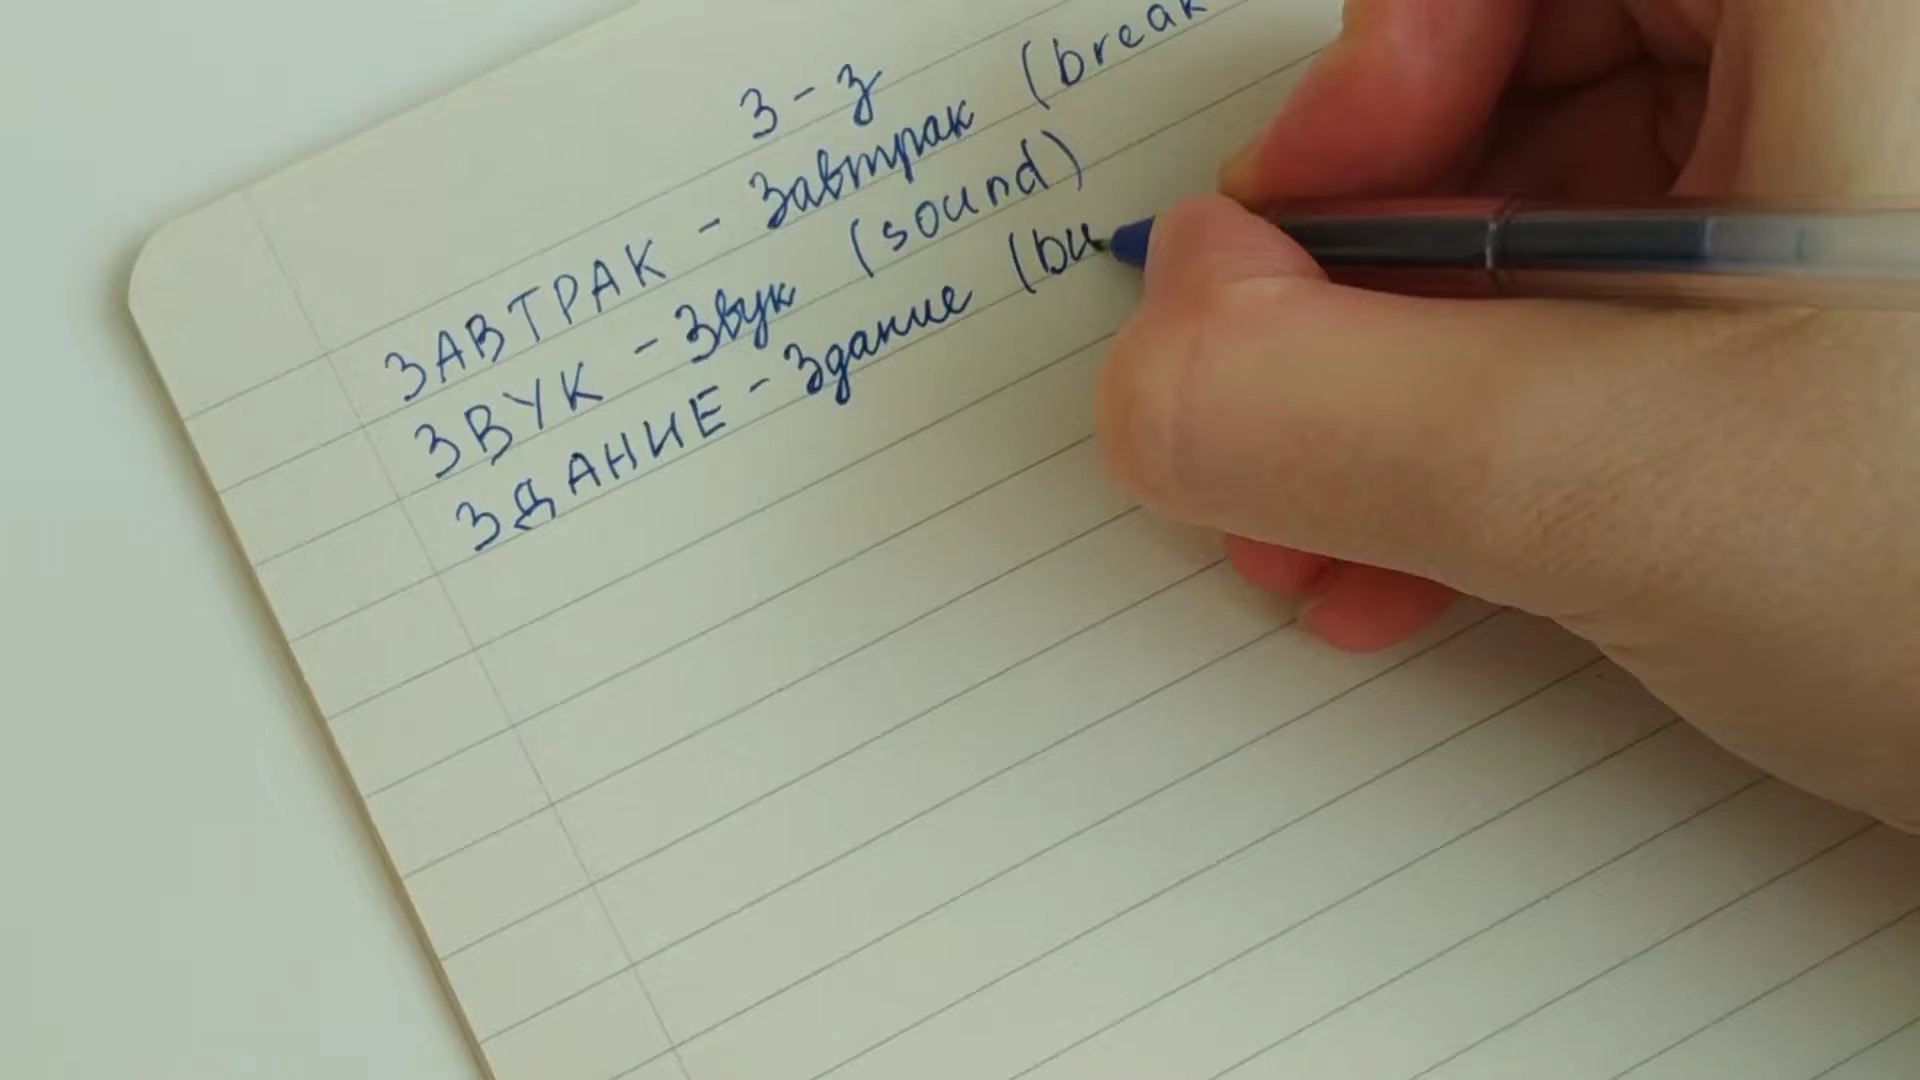 З - з
ЗАВТРАК - Завтрак (break
ЗВУК - Звук (sound)
ЗДАНИЕ - Здание (bu